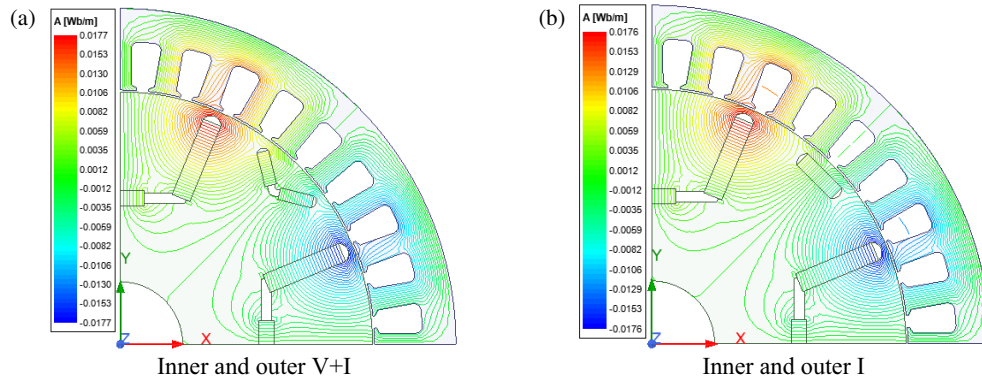 (a)
A [Wb/m]
0.0177
0.0153
0.0130
0.0106
0.0082
0.0059
0.0035
0.0012
-0.0012
-0.0035
-0.0059
-0.0082
-0.0106
-0.0130
-0.0153
-0.0177
Y
Z
X
Inner and outer V+I
(b)
A [Wb/m]
0.0176
0.0153
0.0129
0.0106
0.0082
0.0059
0.0035
0.0012
-0.0012
-0.0035
-0.0059
-0.0082
-0.0106
-0.0129
-0.0153
-0.0176
Y
Z
X
Inner and outer I